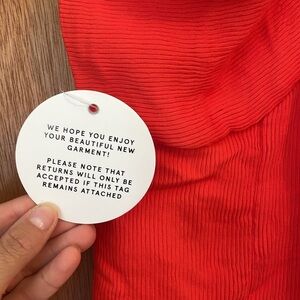 WE HOPE YOU ENJOY
YOUR BEAUTIFUL NEW
GARMENT!
PLEASE NOTE THAT
RETURNS WILL ONLY BE
ACCEPTED IF THIS TAG
REMAINS ATTACHED